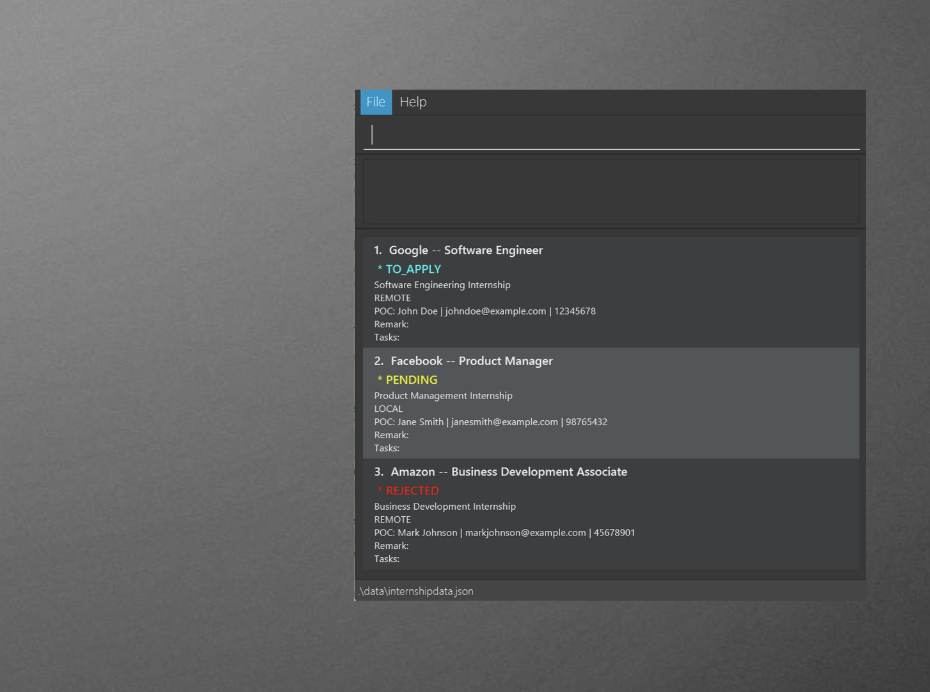 File Help
1. Google -- Software Engineer
* TO_APPLY
Software Engineering Internship
REMOTE
POC: John Doe | johndoe@example.com | 12345678
Remark:
Tasks:
2. Facebook -- Product Manager
* PENDING
Product Management Internship
LOCAL
POC: Jane Smith | janesmith@example.com | 98765432
Remark:
Tasks:
3. Amazon -- Business Development Associate
* REJECTED
Business Development Internship
REMOTE
POC: Mark Johnson | markjohnson@example.com | 45678901
Remark:
Tasks:
.\data\internshipdata.json